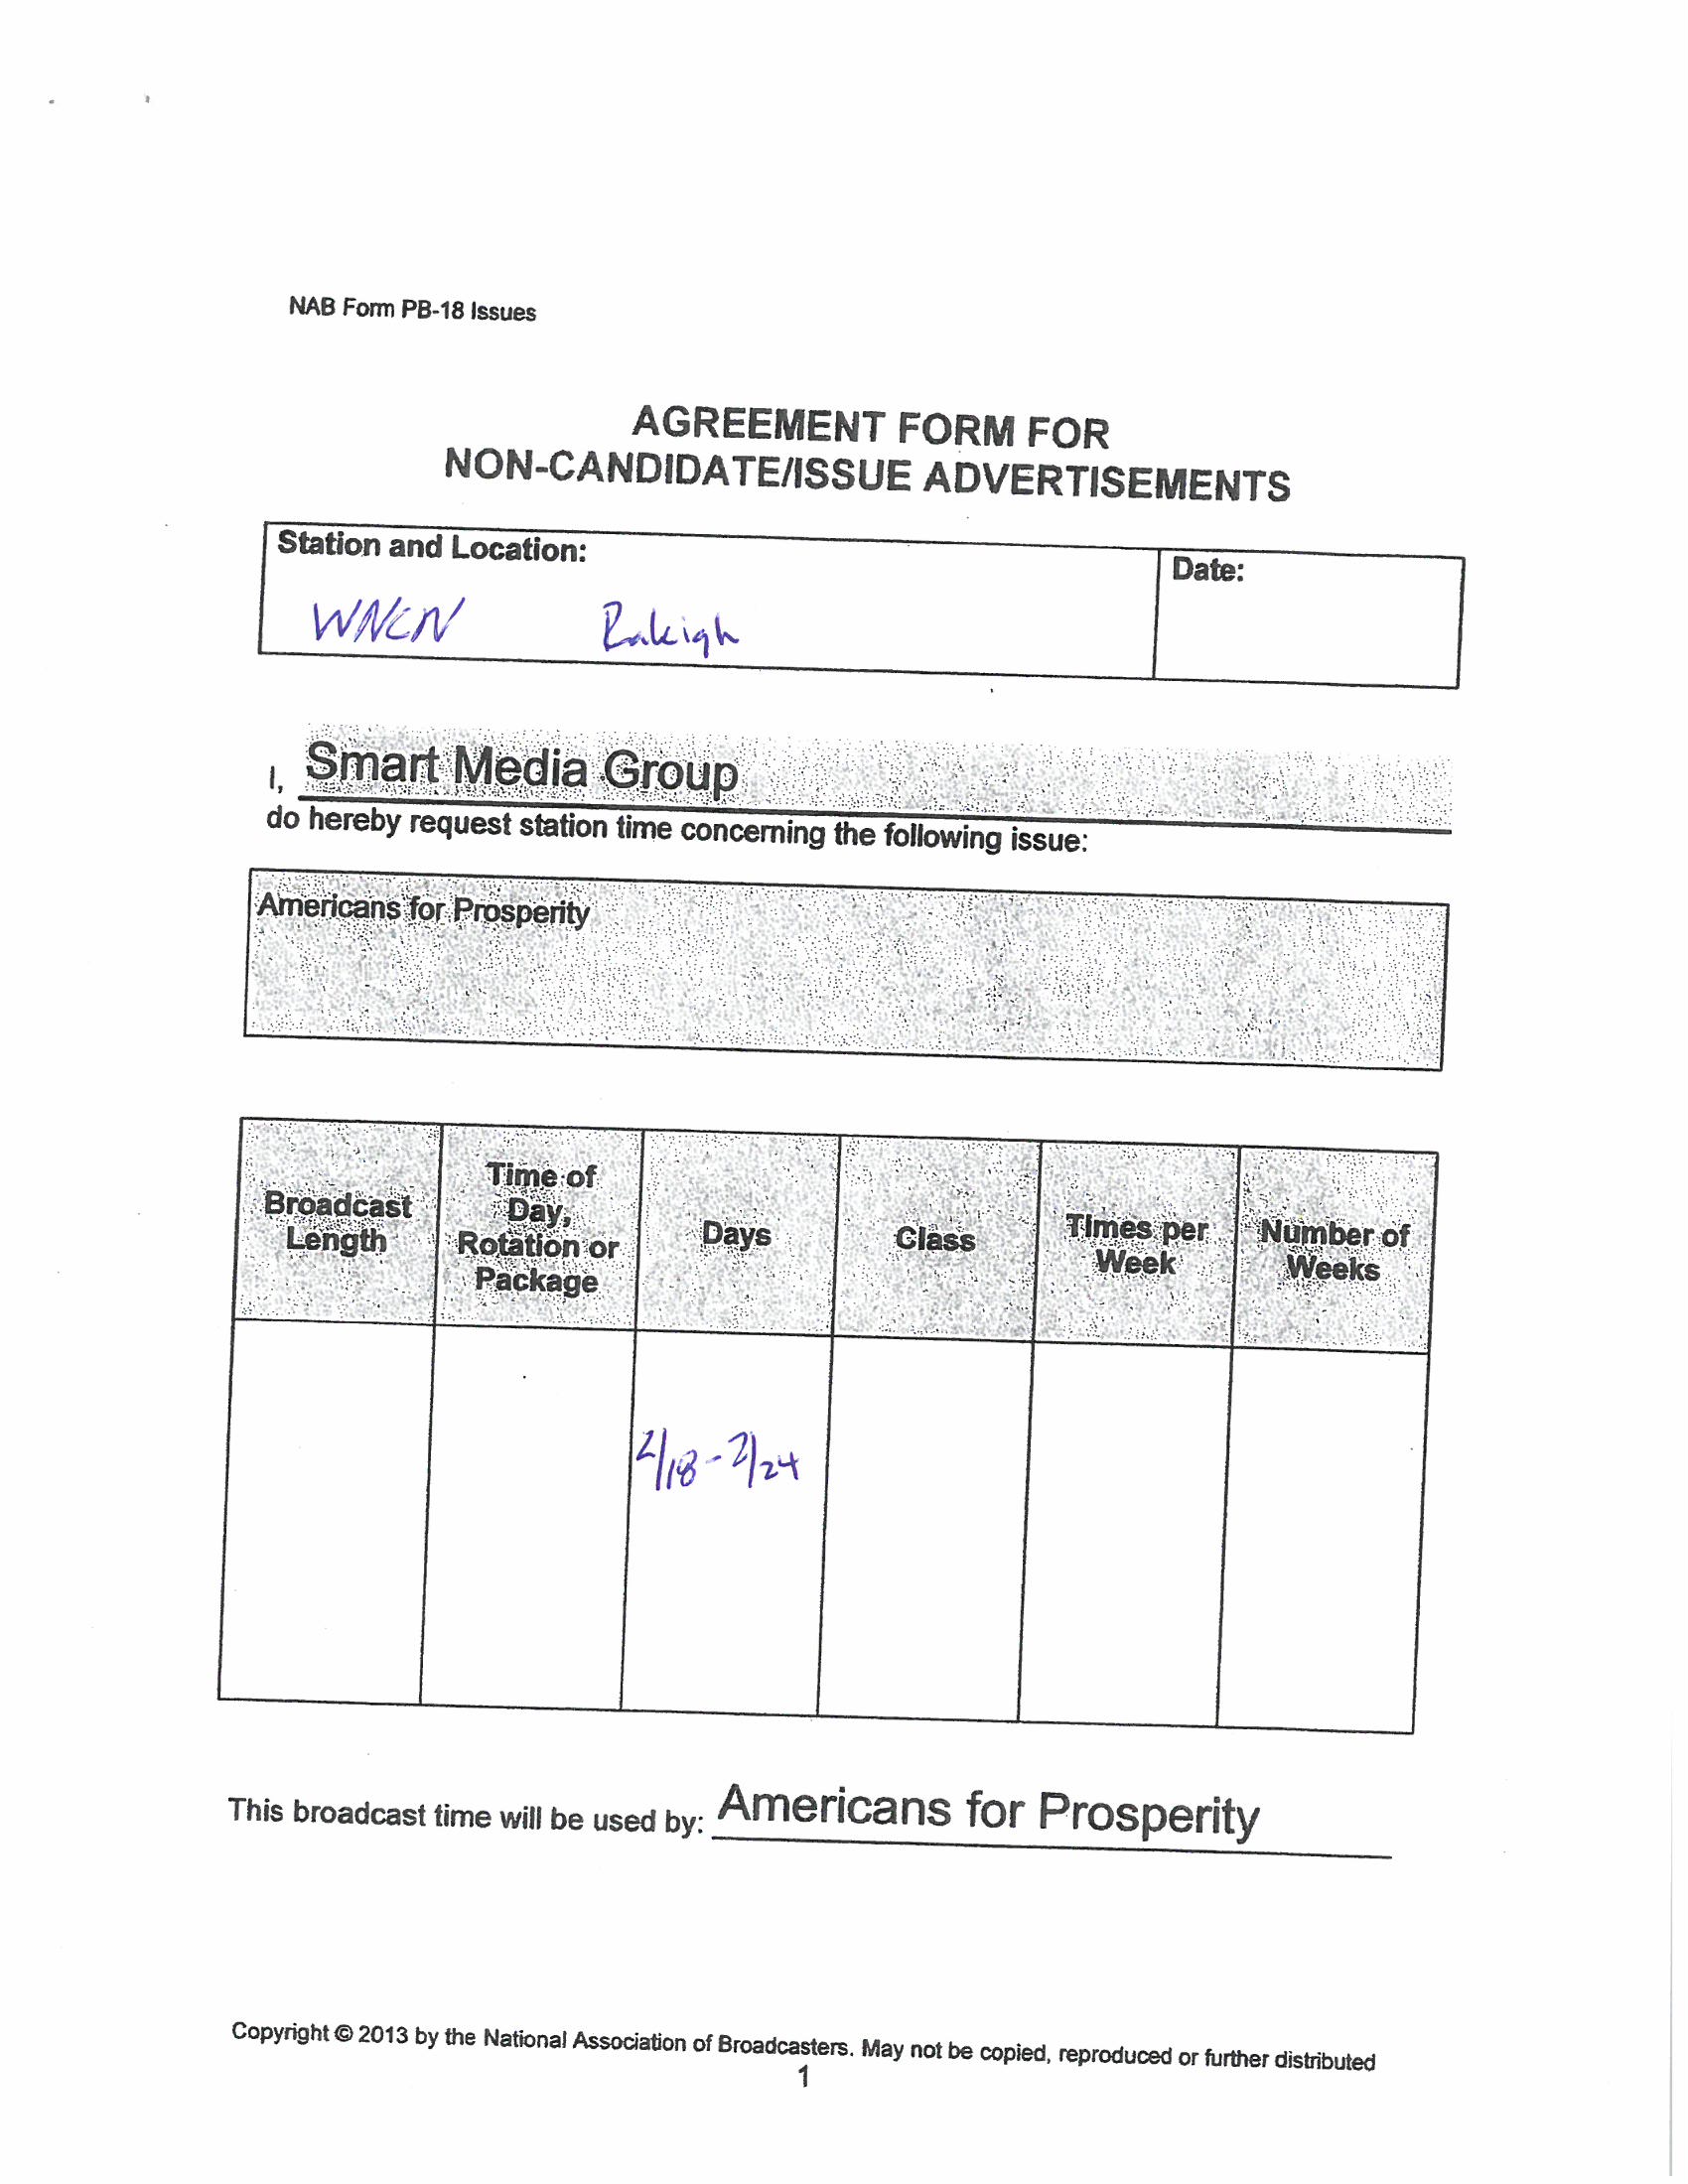 NAB Form PB-18 Issues
AGREEMENT FORM FOR
NON-CANDIDATE/ISSUE ADVERTISEMENTS
Station and Location:
Date:
WNCN Raleigh
I, Smart Media Group
do hereby request station time concerning the following issue:
Americans for Prosperity
Broadcast Length
Time of Day, Rotation or Package
Days
Class
Times per Week
Number of Weeks
2/18 - 2/24
This broadcast time will be used by: Americans for Prosperity
Copyright © 2013 by the National Association of Broadcasters. May not be copied, reproduced or further distributed
1